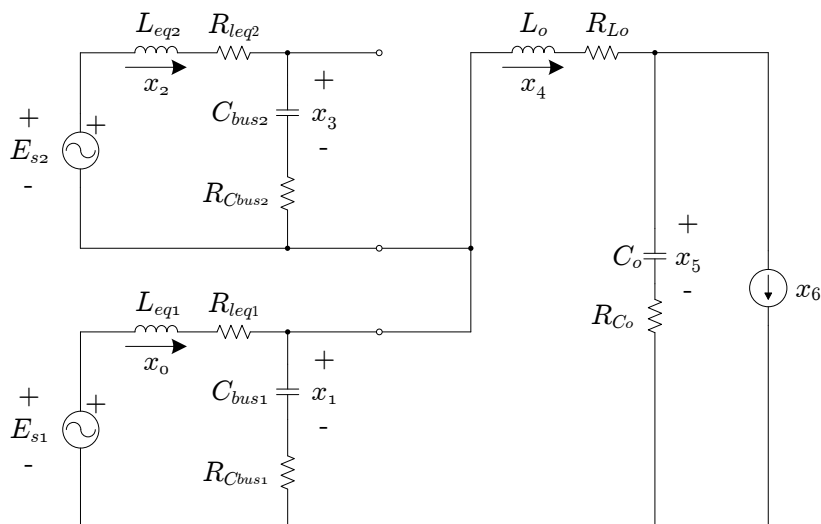 L_eq2 R_leq2
x_2
+
E_s2
-
+
C_bus2
+
x_3
-
R_Cbus2
L_o R_Lo
x_4
C_o
+
x_5
-
R_Co
x_6
L_eq1 R_leq1
x_0
+
E_s1
-
+
C_bus1
+
x_1
-
R_Cbus1